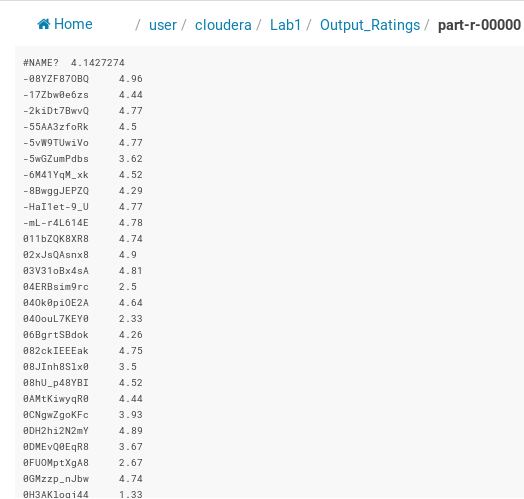 Home / user / cloudera / Lab1 / Output_Ratings / part-r-00000
#NAME? 4.1427274
-08YZF87OBQ 4.96
-17Zbw0e6zs 4.44
-2kiDt7BwvQ 4.77
-55AA3zfoRk 4.5
-5vW9TUwiVo 4.77
-5wGZumPdbs 3.62
-6M41YqM_xk 4.52
-8BwggJEPZQ 4.29
-HaI1et-9_U 4.77
-mL-r4L614E 4.78
011bZQK8XR8 4.74
02xJsQAsnx8 4.9
03V31oBx4sA 4.81
04ERBsim9rc 2.5
04Ok0piOE2A 4.64
04OouL7KEY0 2.33
06BgrtSBdok 4.26
082ckIEEEak 4.75
08JInh8Slx0 3.5
08hU_p48YBI 4.52
0AMtKiwyqR0 4.44
0CNgwZgoKFc 3.93
0DH2hi2N2mY 4.89
0DMEvQ0EqR8 3.67
0FUOMptXgA8 2.67
0GMzzp_nJbw 4.74
0H3AKlogj44 1.33